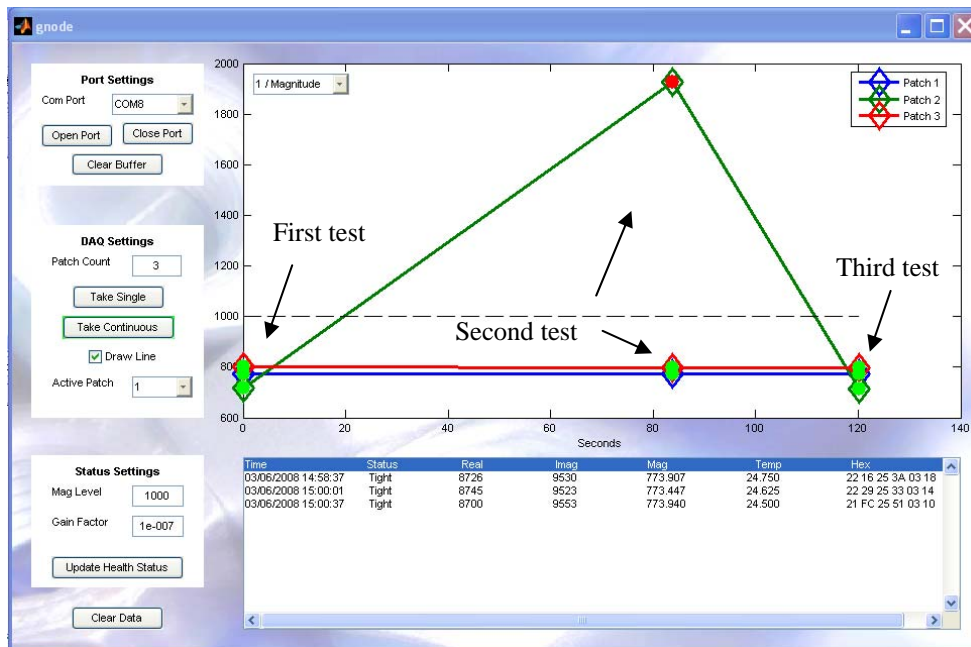 gnode
Port Settings
Com Port COM8
Open Port Close Port
Clear Buffer
DAQ Settings
Patch Count 3
Take Single
Take Continuous
Draw Line
Active Patch 1
Status Settings
Mag Level 1000
Gain Factor 1e-007
Update Health Status
Clear Data
1 / Magnitude
Patch 1
Patch 2
Patch 3
2000
1800
1600
1400
1200
1000
800
600
0 20 40 60 80 100 120 140
Seconds
First test
Second test
Third test
Time Status Real Imag Mag Temp Hex
03/06/2008 14:58:37 Tight 8726 9530 773.907 24.750 22 16 25 3A 03 18
03/06/2008 15:00:01 Tight 8745 9523 773.447 24.625 22 29 25 33 03 14
03/06/2008 15:00:37 Tight 8700 9553 773.940 24.500 21 FC 25 51 03 10